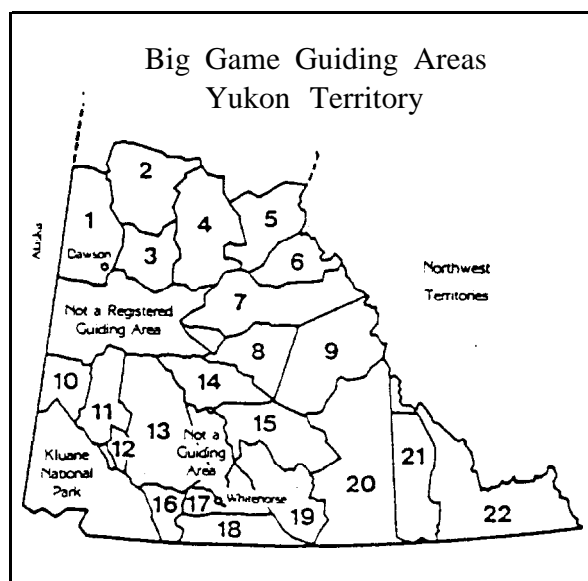 Big Game Guiding Areas
Yukon Territory
2
1
4
5
Alaska
Dawson
3
6
Northwest
Territories
7
Not a Registered
Guiding Area
8
9
10
14
11
13
15
Not a
Guiding
Area
12
Kluane
National
Park
21
20
16
17
Whitehorse
19
22
18